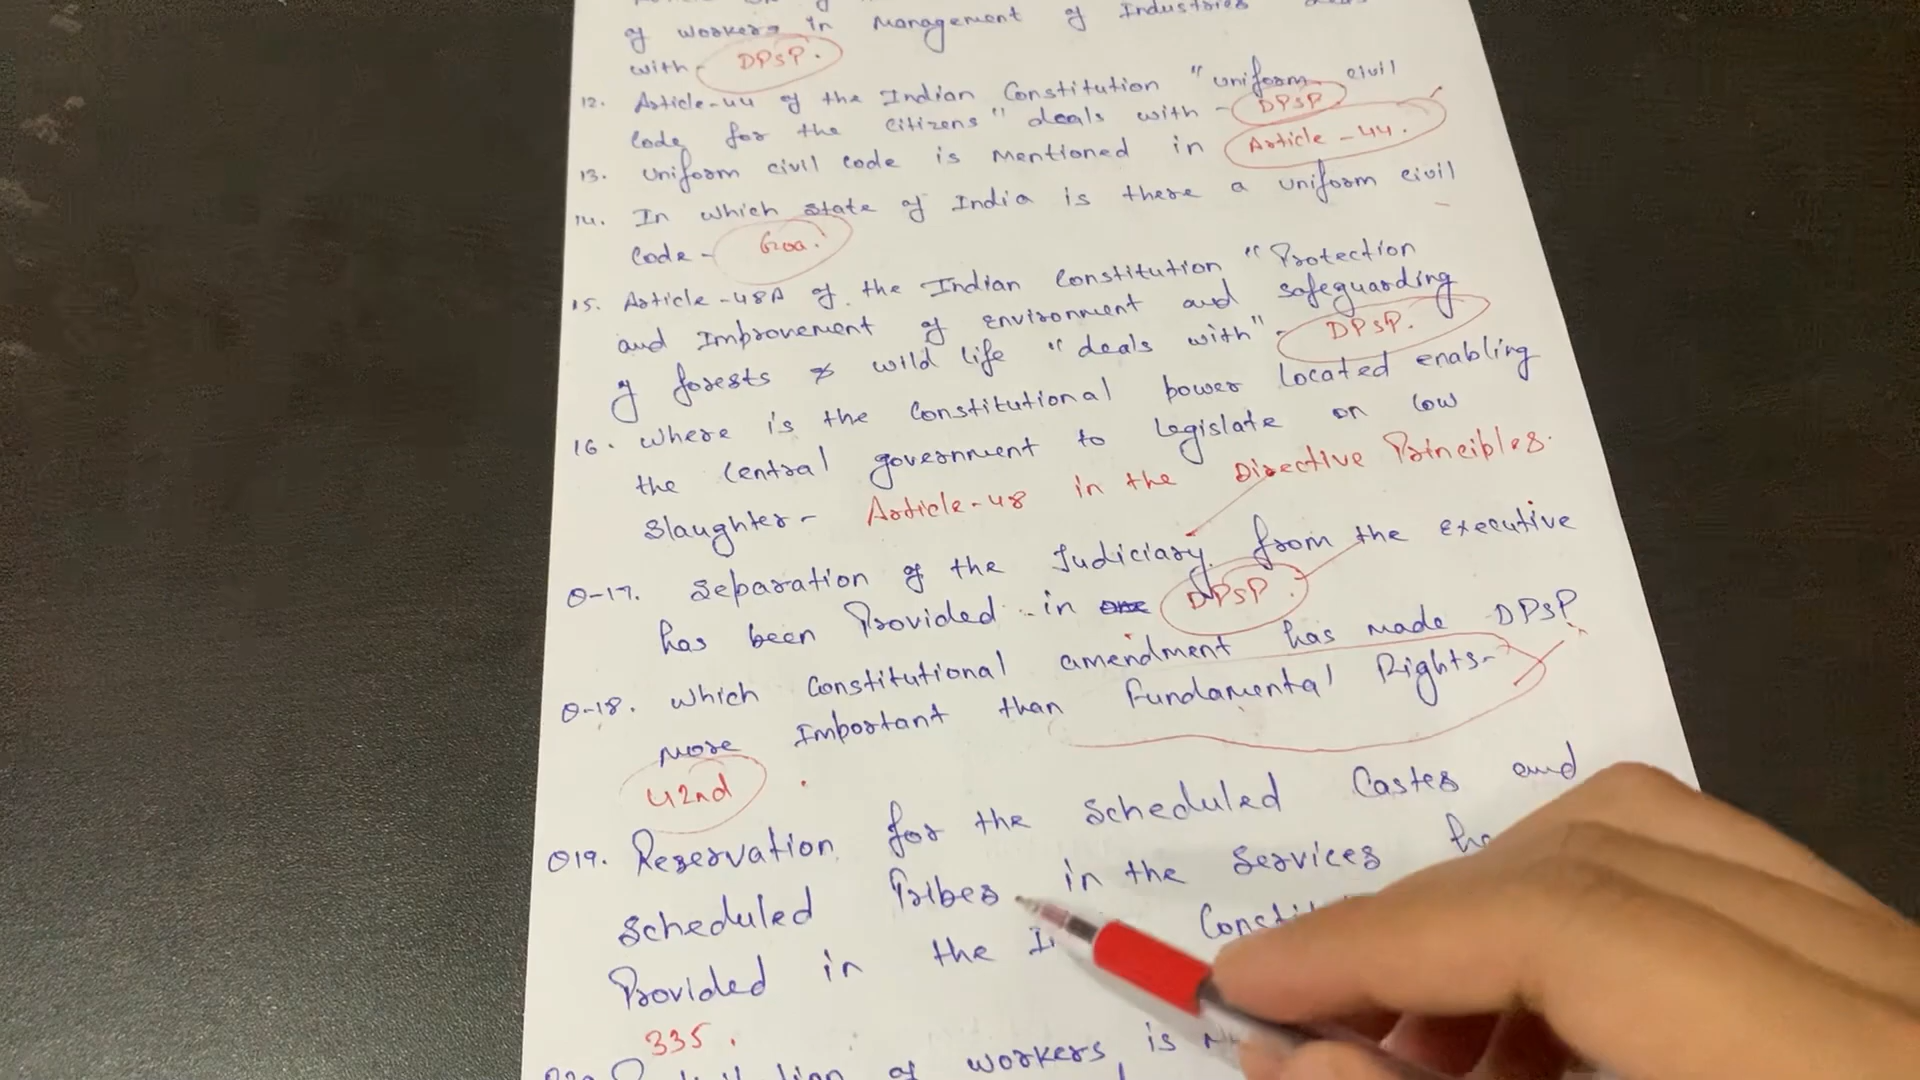 of workers in Management of Industries
with- DPSP.
12. Article-44 of the Indian Constitution "uniform civil
Code for the citizens" deals with - DPSP
13. uniform civil code is mentioned in Article-44.
14. In which state of India is there a uniform civil
Code- Goa.
15. Article-48A of the Indian Constitution "Protection
and Improvement of environment and safeguarding
of forests & wild life" deals with"- DPSP.
16. where is the Constitutional power located enabling
the Central government to Legislate on cow
Slaughter- Article-48 in the Directive Principles.
Q-17. Separation of the Judiciary from the executive
has been Provided in DPSP.
Q-18. which Constitutional amendment has made DPSP
more Important than Fundamental Rights-
42nd
Q19. Reservation for the Scheduled Castes and
Scheduled Tribes in the Services
Provided in the
335.
of workers is